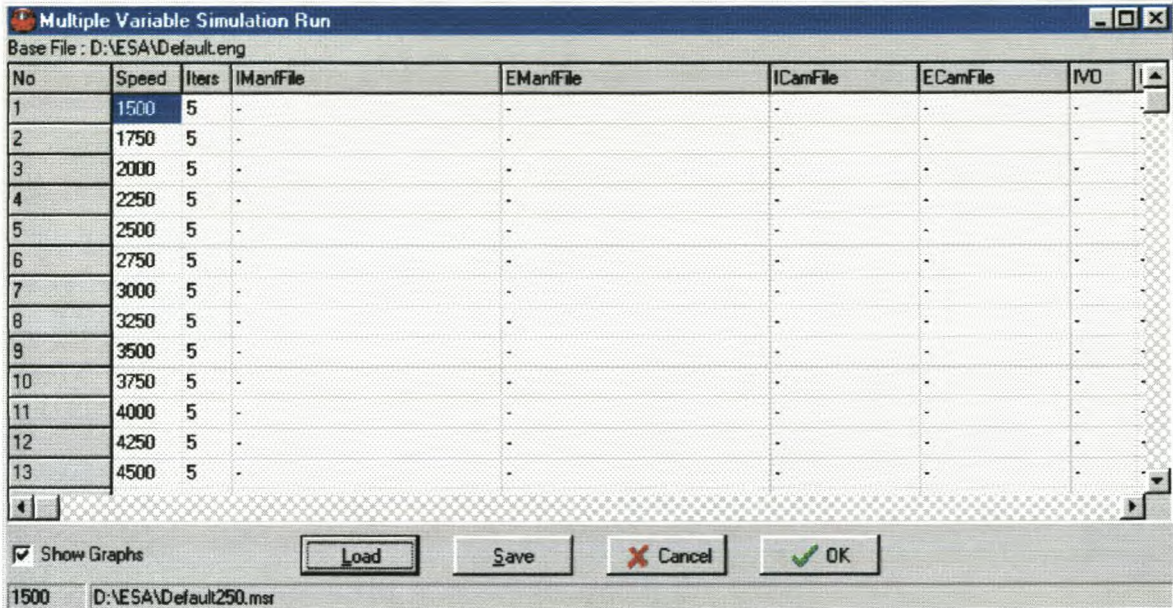 Multiple Variable Simulation Run
Base File : D:\ESA\Default.eng
No Speed Iters IManfFile EManfFile ICamFile ECamFile IVO
1 1500 5 - - - - -
2 1750 5 - - - - -
3 2000 5 - - - - -
4 2250 5 - - - - -
5 2500 5 - - - - -
6 2750 5 - - - - -
7 3000 5 - - - - -
8 3250 5 - - - - -
9 3500 5 - - - - -
10 3750 5 - - - - -
11 4000 5 - - - - -
12 4250 5 - - - - -
13 4500 5 - - - - -
Show Graphs Load Save Cancel OK
1500 D:\ESA\Default250.msr